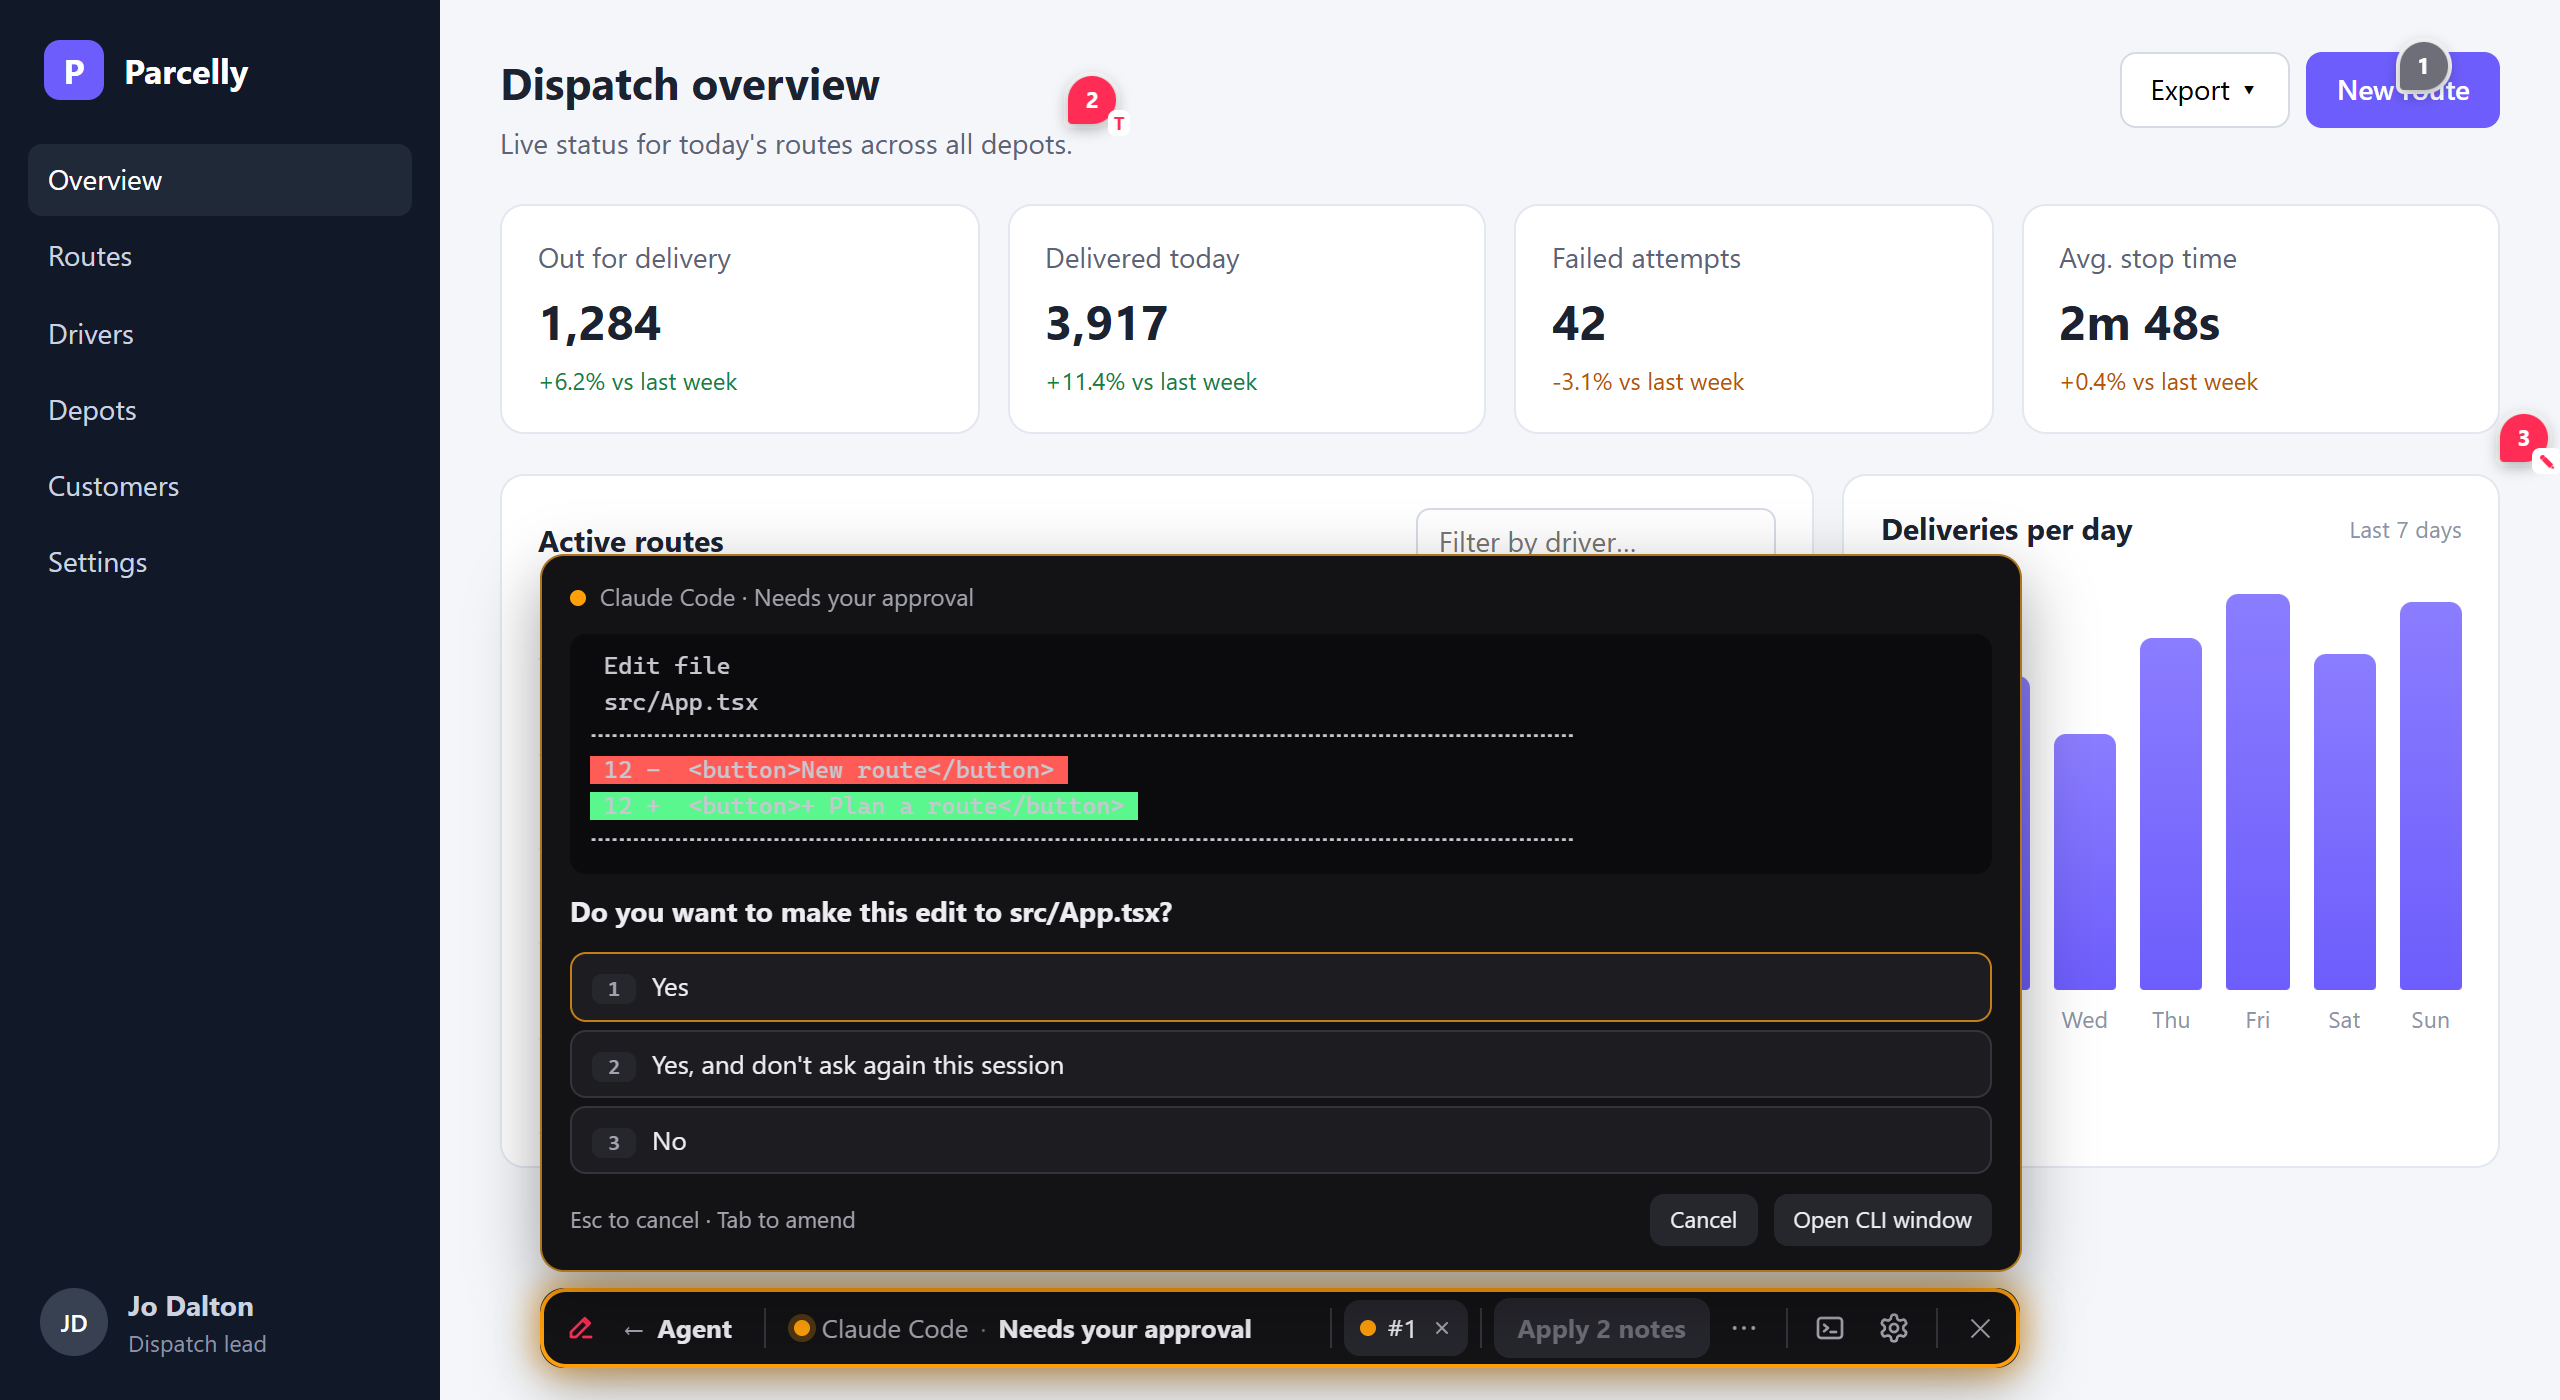 P Parcelly
Overview
Routes
Drivers
Depots
Customers
Settings
JD
Jo Dalton
Dispatch lead
Dispatch overview
Live status for today's routes across all depots.
2
T
Export ▼
New route
1
Out for delivery
1,284
+6.2% vs last week
Delivered today
3,917
+11.4% vs last week
Failed attempts
42
-3.1% vs last week
Avg. stop time
2m 48s
+0.4% vs last week
3
Active routes
Filter by driver...
Deliveries per day
Last 7 days
Wed Thu Fri Sat Sun
Claude Code · Needs your approval
Edit file
src/App.tsx
12 − <button>New route</button>
12 + <button>+ Plan a route</button>
Do you want to make this edit to src/App.tsx?
1 Yes
2 Yes, and don't ask again this session
3 No
Esc to cancel · Tab to amend
Cancel
Open CLI window
← Agent
Claude Code · Needs your approval
#1 ×
Apply 2 notes
···